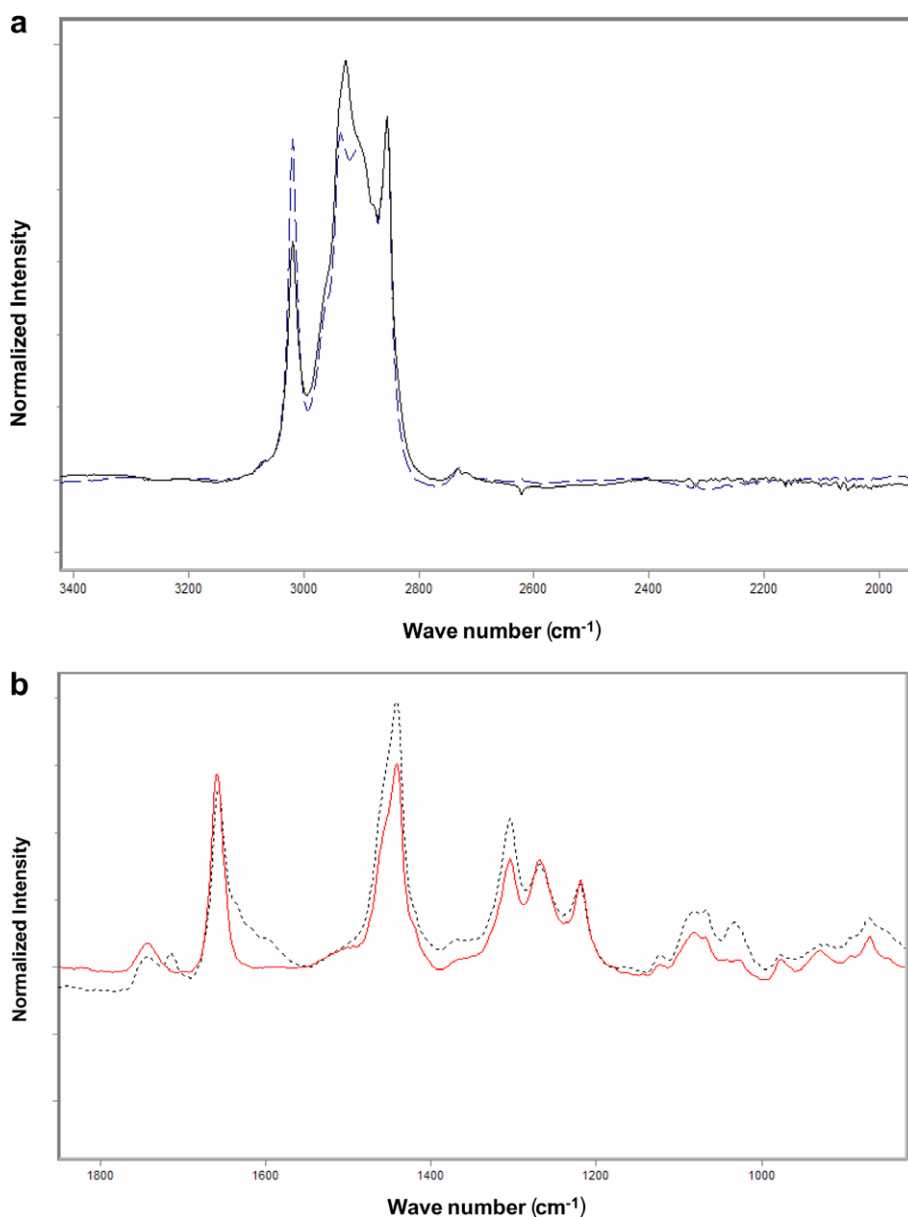 a
Normalized Intensity
3400 3200 3000 2800 2600 2400 2200 2000
Wave number (cm-1)
b
Normalized Intensity
1800 1600 1400 1200 1000
Wave number (cm-1)